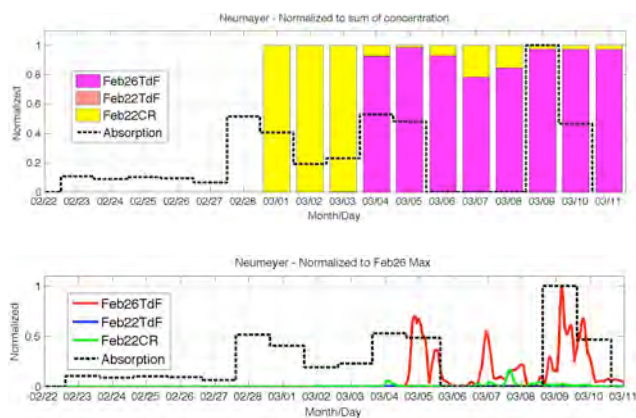 Neumayer - Normalized to sum of concentration
1
0.8
0.6
0.4
0.2
0
Normalized
Feb26TdF
Feb22TdF
Feb22CR
Absorption
02/22 02/23 02/24 02/25 02/26 02/27 02/28 03/01 03/02 03/03 03/04 03/05 03/06 03/07 03/08 03/09 03/10 03/11
Month/Day
Neumeyer - Normalized to Feb26 Max
1
0.5
0
Normalized
Feb26TdF
Feb22TdF
Feb22CR
Absorption
02/22 02/23 02/24 02/25 02/26 02/27 02/28 03/01 03/02 03/03 03/04 03/05 03/06 03/07 03/08 03/09 03/10 03/11
Month/Day